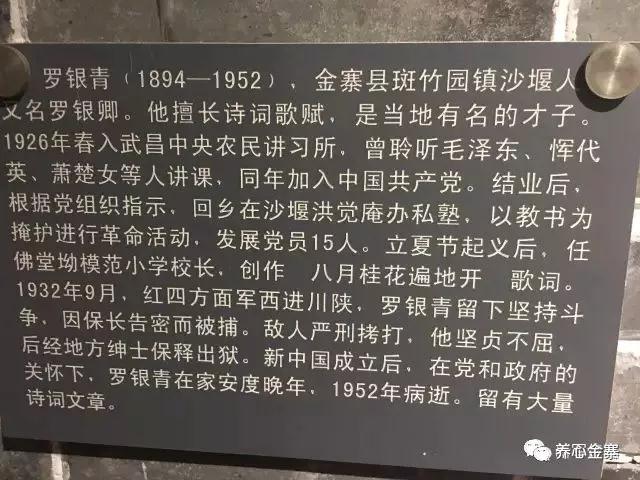 罗银青（1894—1952），金寨县斑竹园镇沙堰人
又名罗银卿。他擅长诗词歌赋，是当地有名的才子。
1926年春入武昌中央农民讲习所，曾聆听毛泽东、恽代
英、萧楚女等人讲课，同年加入中国共产党。结业后，
根据党组织指示，回乡在沙堰洪觉庵办私塾，以教书为
掩护进行革命活动，发展党员15人。立夏节起义后，任
佛堂坳模范小学校长，创作 八月桂花遍地开 歌词。
1932年9月，红四方面军西进川陕，罗银青留下坚持斗
争，因保长告密而被捕。敌人严刑拷打，他坚贞不屈，
后经地方绅士保释出狱。新中国成立后，在党和政府的
关怀下，罗银青在家安度晚年，1952年病逝。留有大量
诗词文章。
养心金寨